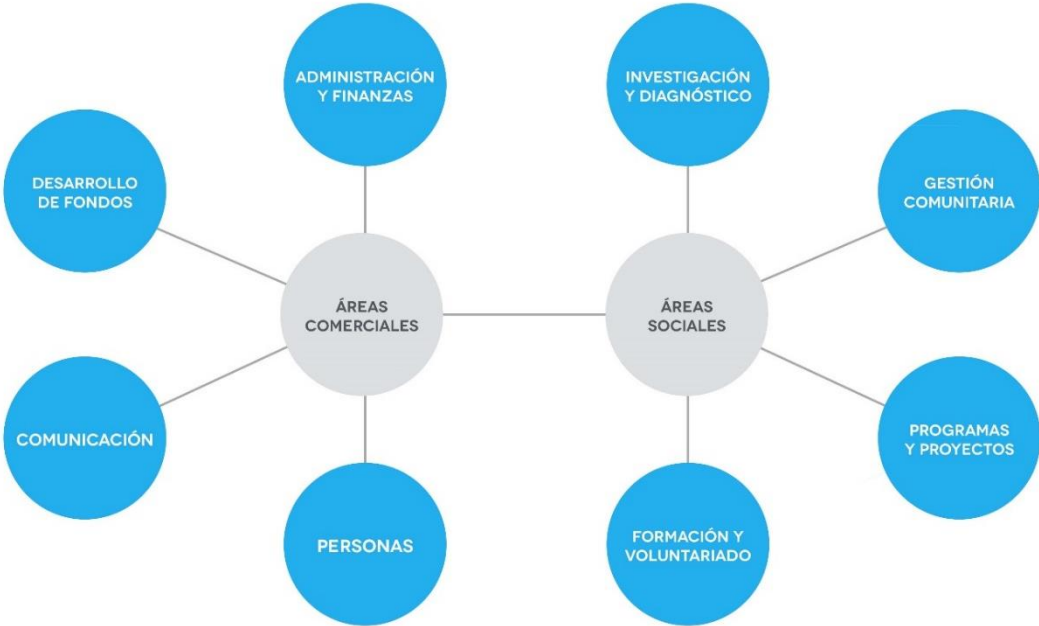 ADMINISTRACIÓN
Y FINANZAS
INVESTIGACIÓN
Y DIAGNÓSTICO
DESARROLLO
DE FONDOS
GESTIÓN
COMUNITARIA
ÁREAS
COMERCIALES
ÁREAS
SOCIALES
COMUNICACIÓN
PROGRAMAS
Y PROYECTOS
PERSONAS
FORMACIÓN Y
VOLUNTARIADO